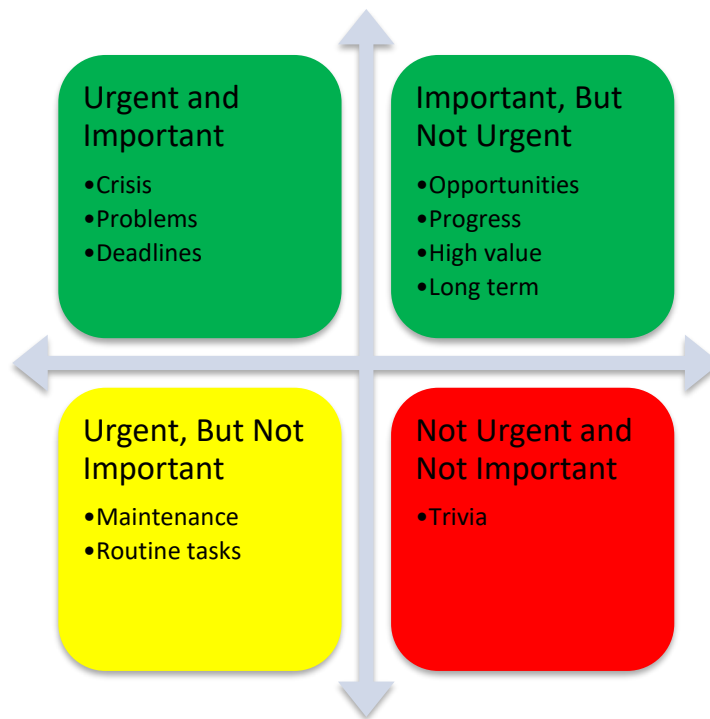 Urgent and
Important
•Crisis
•Problems
•Deadlines
Important, But
Not Urgent
•Opportunities
•Progress
•High value
•Long term
Urgent, But Not
Important
•Maintenance
•Routine tasks
Not Urgent and
Not Important
•Trivia